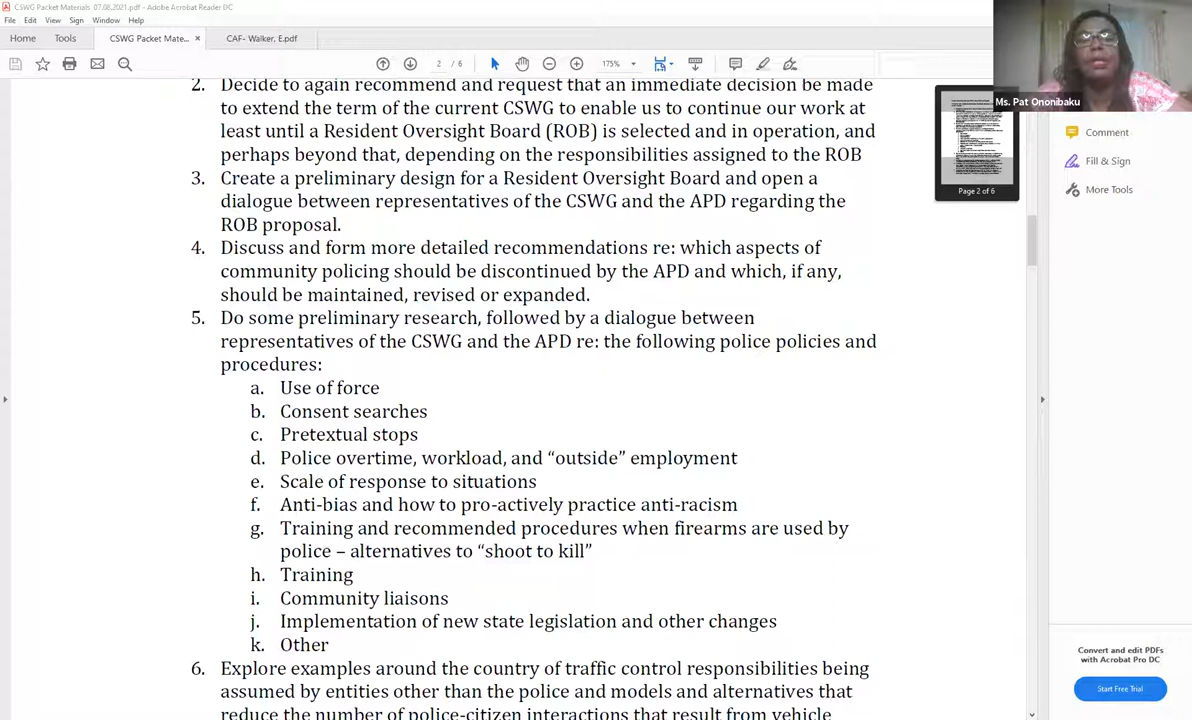 CSWG Packet Materials 07.08.2021.pdf - Adobe Acrobat Reader DC
File Edit View Sign Window Help
Home Tools CSWG Packet Mate... × CAF- Walker, E.pdf
2 / 6 175%
Ms. Pat Ononibaku
2. Decide to again recommend and request that an immediate decision be made
to extend the term of the current CSWG to enable us to continue our work at
least until a Resident Oversight Board (ROB) is selected and in operation, and
perhaps beyond that, depending on the responsibilities assigned to the ROB
3. Create a preliminary design for a Resident Oversight Board and open a
dialogue between representatives of the CSWG and the APD regarding the
ROB proposal.
4. Discuss and form more detailed recommendations re: which aspects of
community policing should be discontinued by the APD and which, if any,
should be maintained, revised or expanded.
5. Do some preliminary research, followed by a dialogue between
representatives of the CSWG and the APD re: the following police policies and
procedures:
a. Use of force
b. Consent searches
c. Pretextual stops
d. Police overtime, workload, and “outside” employment
e. Scale of response to situations
f. Anti-bias and how to pro-actively practice anti-racism
g. Training and recommended procedures when firearms are used by
police – alternatives to “shoot to kill”
h. Training
i. Community liaisons
j. Implementation of new state legislation and other changes
k. Other
6. Explore examples around the country of traffic control responsibilities being
assumed by entities other than the police and models and alternatives that
reduce the number of police-citizen interactions that result from vehicle
Page 2 of 6
Comment
Fill & Sign
More Tools
Convert and edit PDFs
with Acrobat Pro DC
Start Free Trial